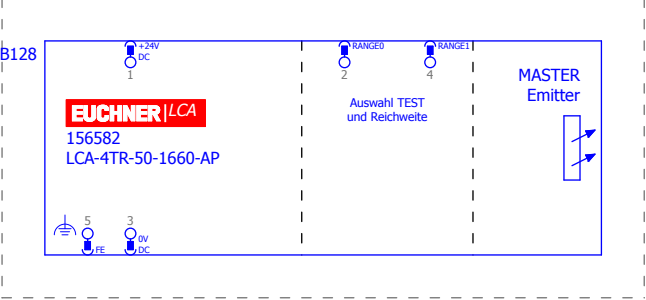 B128
+24V
DC
1
RANGE0
2
RANGE1
4
MASTER
Emitter
EUCHNER LCA
156582
LCA-4TR-50-1660-AP
Auswahl TEST
und Reichweite
5
FE
3
0V
DC